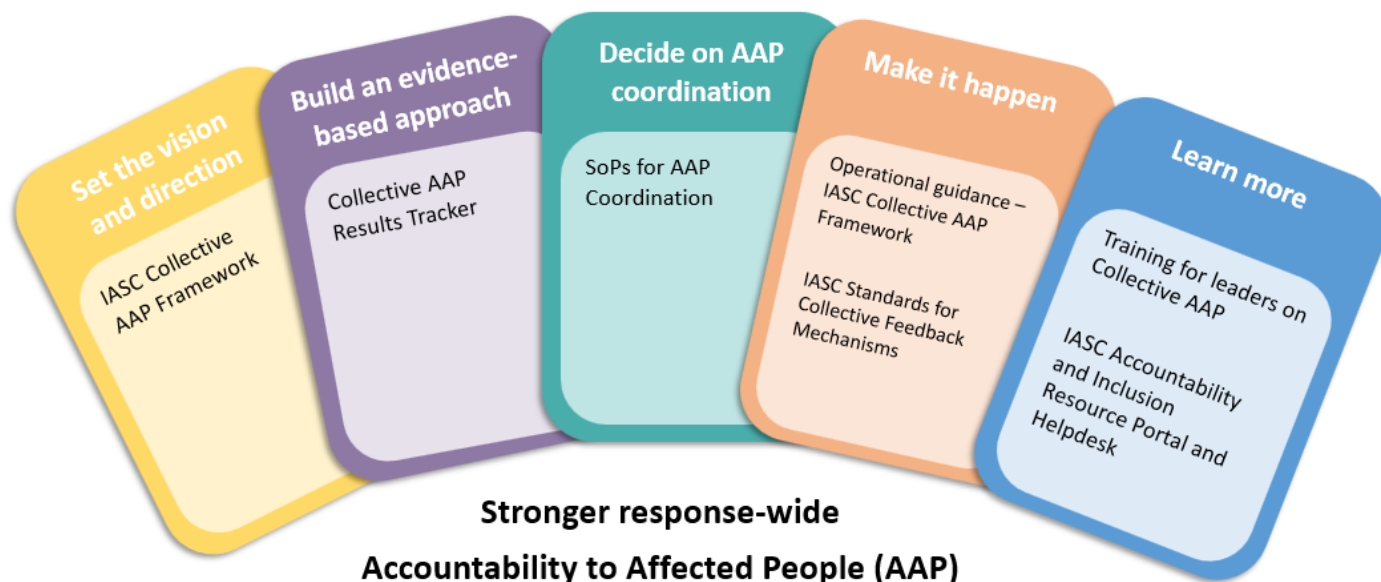 Set the vision
and direction
IASC Collective
AAP Framework
Build an evidence-
based approach
Collective AAP
Results Tracker
Decide on AAP
coordination
SoPs for AAP
Coordination
Make it happen
Operational guidance –
IASC Collective AAP
Framework
IASC Standards for
Collective Feedback
Mechanisms
Learn more
Training for leaders on
Collective AAP
IASC Accountability
and Inclusion
Resource Portal and
Helpdesk
Stronger response-wide
Accountability to Affected People (AAP)